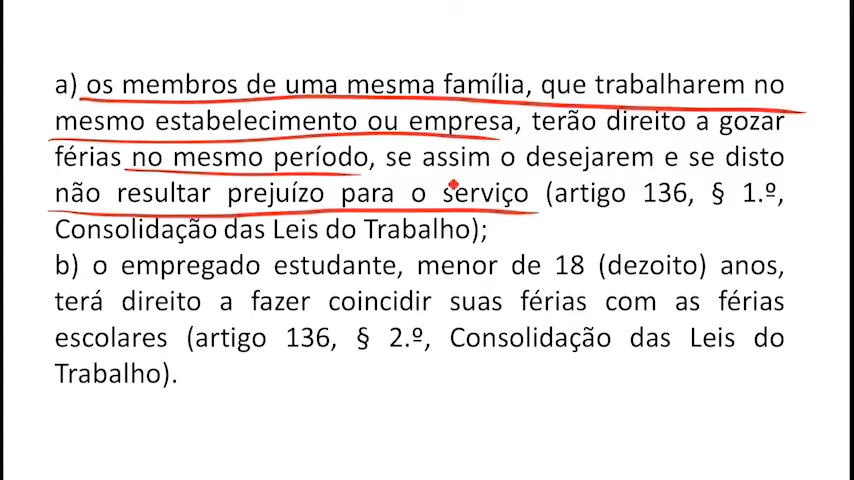 a) os membros de uma mesma família, que trabalharem no
mesmo estabelecimento ou empresa, terão direito a gozar
férias no mesmo período, se assim o desejarem e se disto
não resultar prejuízo para o serviço (artigo 136, § 1.º,
Consolidação das Leis do Trabalho);
b) o empregado estudante, menor de 18 (dezoito) anos,
terá direito a fazer coincidir suas férias com as férias
escolares (artigo 136, § 2.º, Consolidação das Leis do
Trabalho).